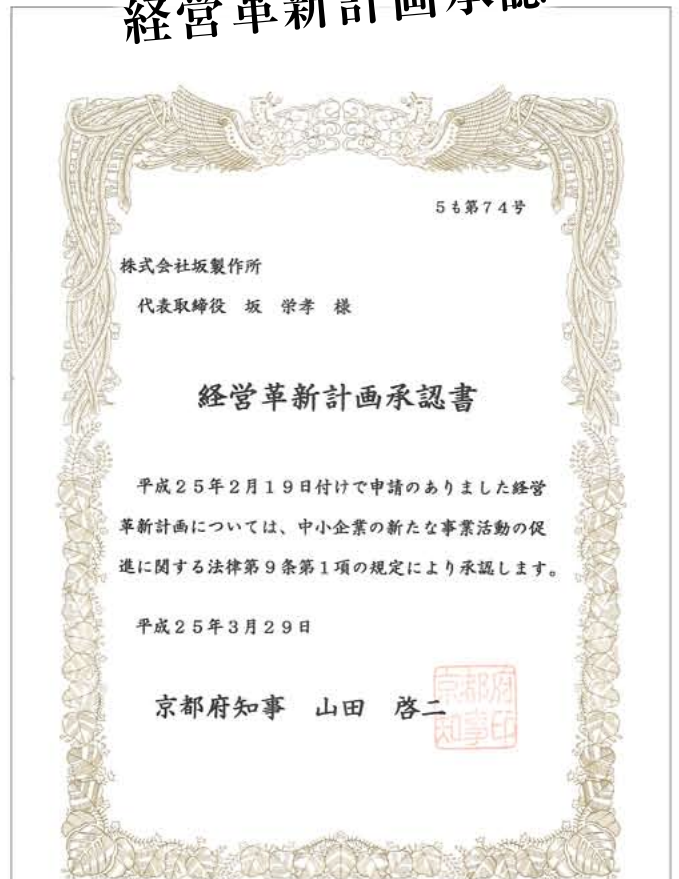 経営革新計画承認
5も第74号
株式会社坂製作所
代表取締役　坂　栄孝　様
経営革新計画承認書
平成25年2月19日付けで申請のありました経営
革新計画については、中小企業の新たな事業活動の促
進に関する法律第9条第1項の規定により承認します。
平成25年3月29日
京都府知事　山田　啓二
京都府
知事印